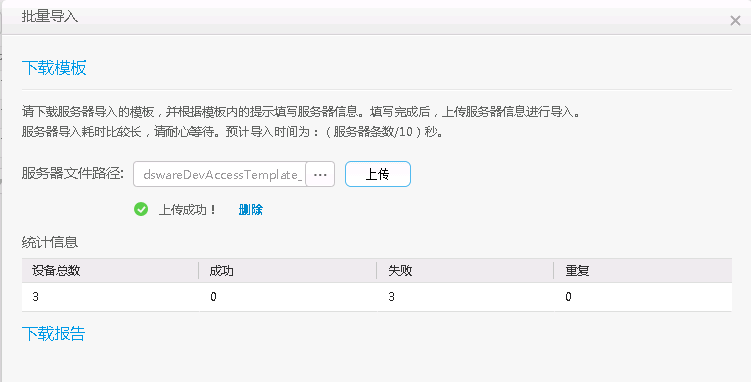 批量导入
下载模板
请下载服务器导入的模板，并根据模板内的提示填写服务器信息。填写完成后，上传服务器信息进行导入。
服务器导入耗时比较长，请耐心等待。预计导入时间为：（服务器条数/10）秒。
服务器文件路径: dswareDevAccessTemplate_ ... 上传
上传成功！ 删除
统计信息
设备总数 成功 失败 重复
3 0 3 0
下载报告